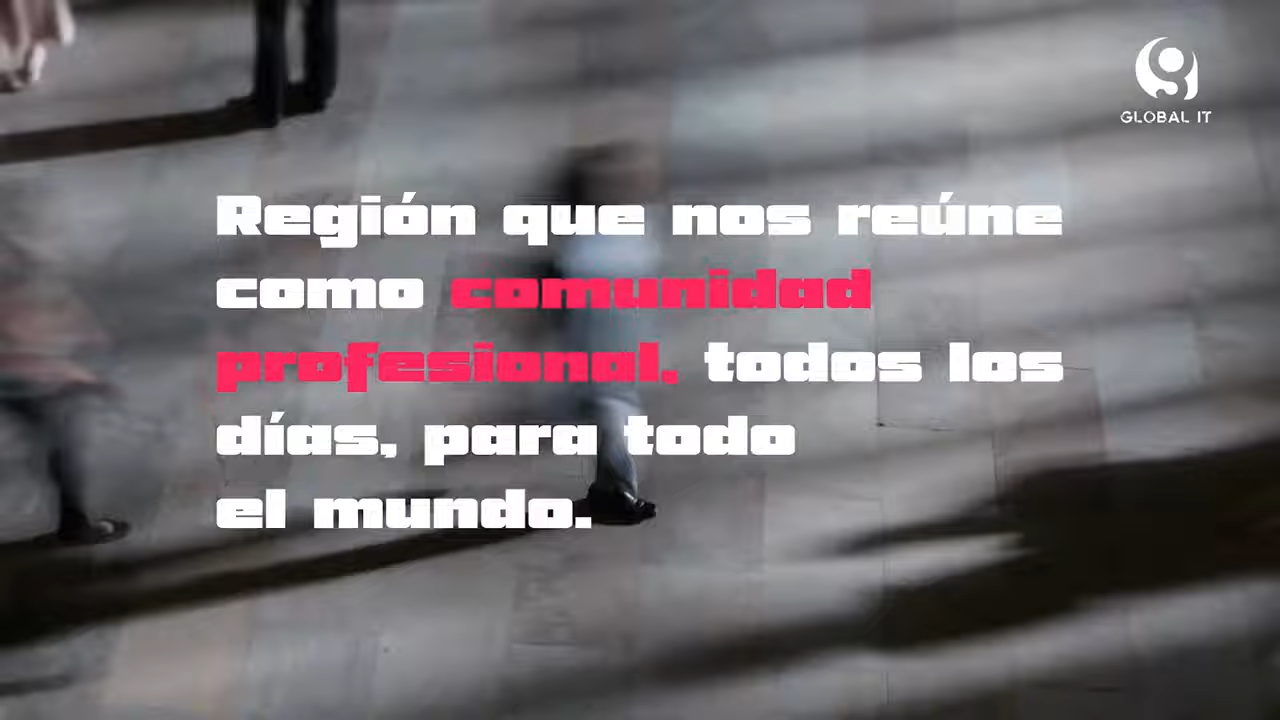 GLOBAL IT
Región que nos reúne
como comunidad
profesional, todos los
días, para todo
el mundo.